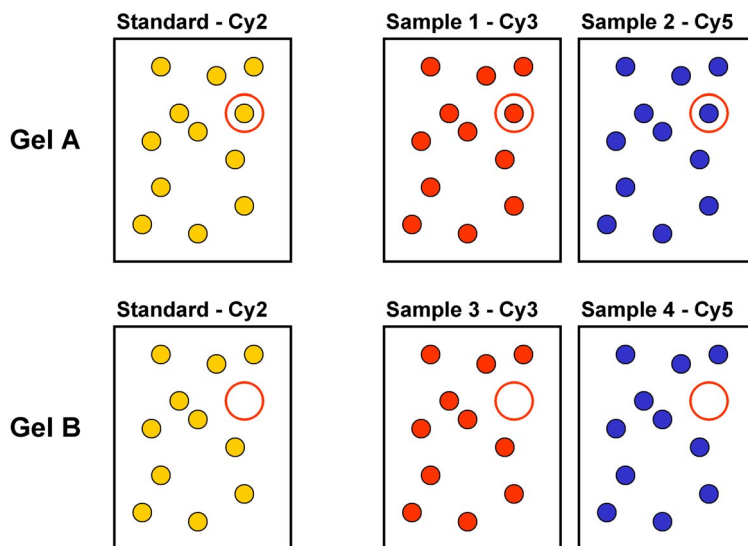 Standard - Cy2
Sample 1 - Cy3
Sample 2 - Cy5
Gel A
Standard - Cy2
Sample 3 - Cy3
Sample 4 - Cy5
Gel B